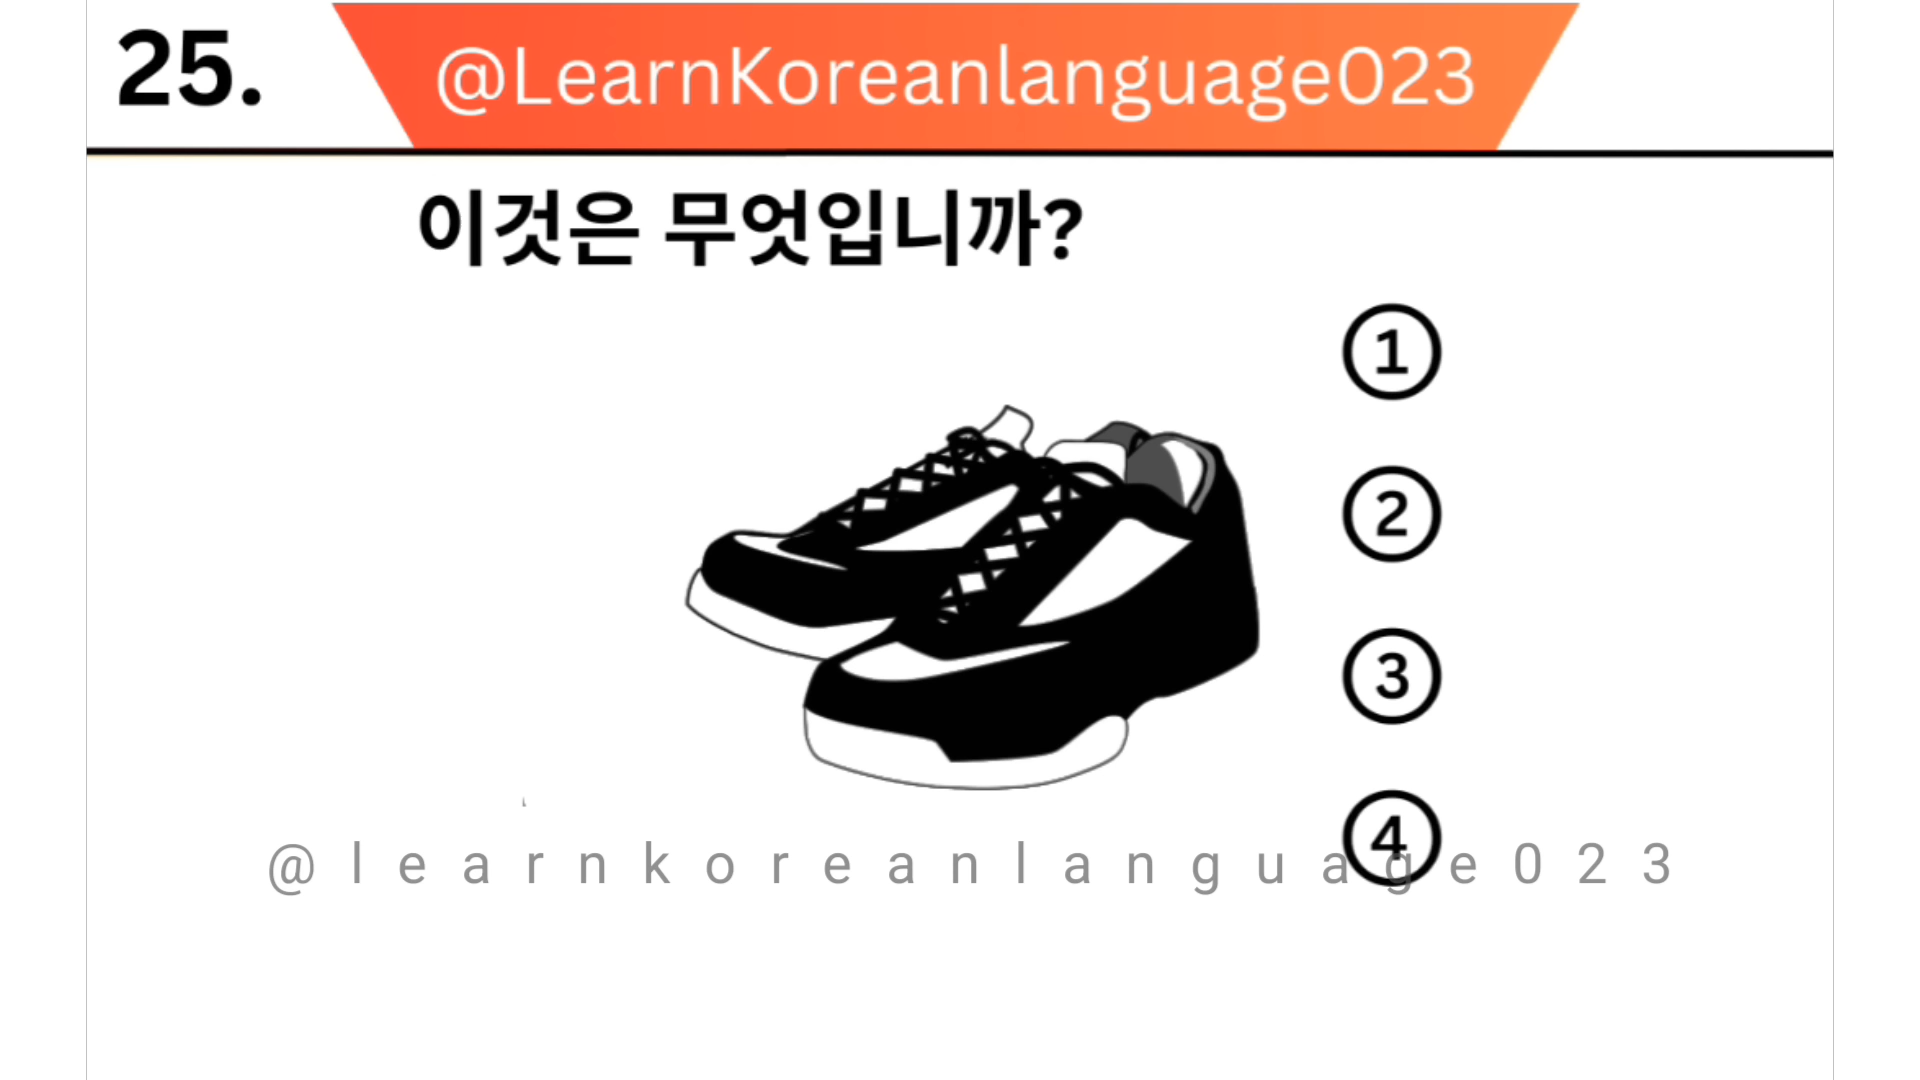 25.
@LearnKoreanlanguage023
이것은 무엇입니까?
①
②
③
④
@learnkoreanlanguage023